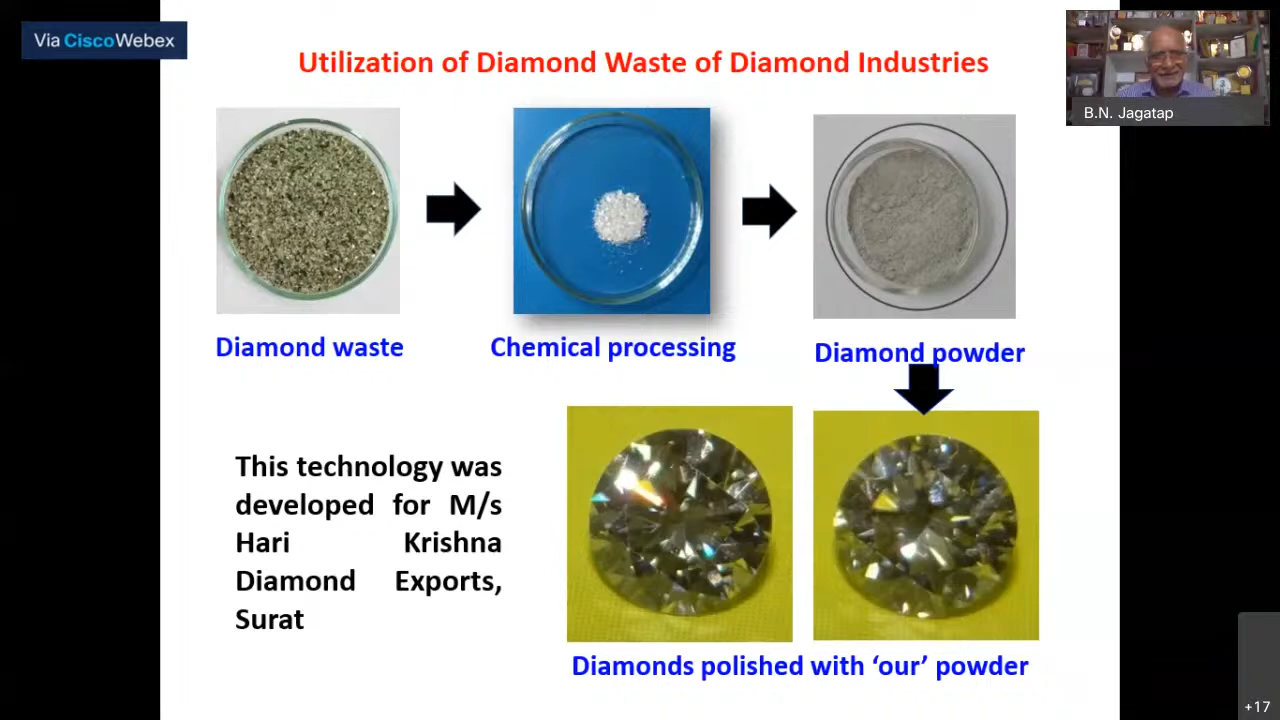 Via CiscoWebex
Utilization of Diamond Waste of Diamond Industries
B.N. Jagatap
Diamond waste
Chemical processing
Diamond powder
This technology was
developed for M/s
Hari Krishna
Diamond Exports,
Surat
Diamonds polished with ‘our’ powder
+17